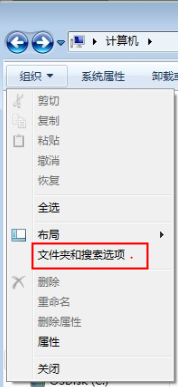 计算机
组织 系统属性 卸载
剪切
复制
粘贴
撤消
恢复
全选
布局
文件夹和搜索选项 .
删除
重命名
删除属性
属性
关闭
OSDisk (C:)